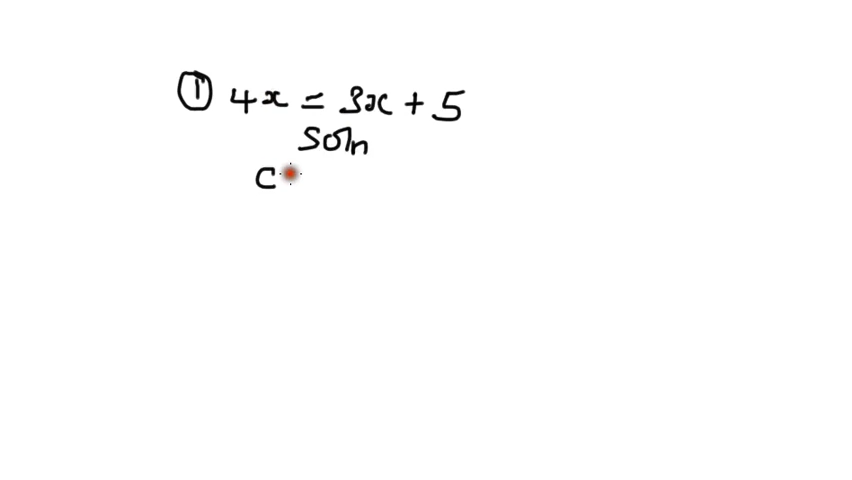 ① 4x = 3x + 5
Soln
C